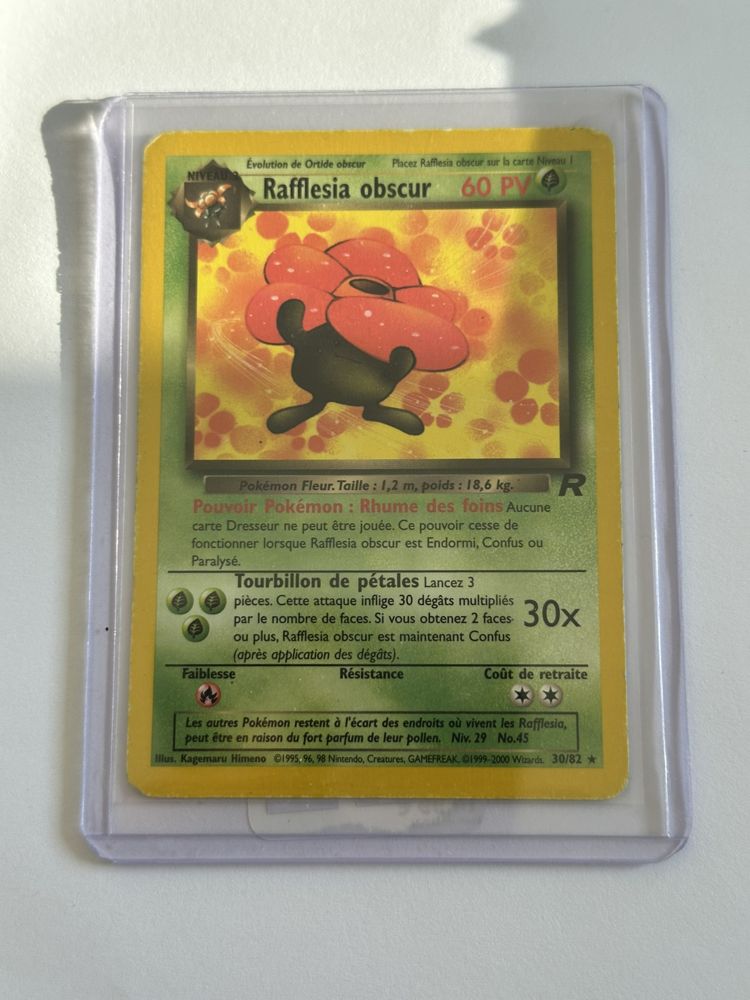 Évolution de Ortide obscur Placez Rafflesia obscur sur la carte Niveau 1
NIVEAU 2
Rafflesia obscur 60 PV
Pokémon Fleur. Taille : 1,2 m, poids : 18,6 kg.
R
Pouvoir Pokémon : Rhume des foins Aucune
carte Dresseur ne peut être jouée. Ce pouvoir cesse de
fonctionner lorsque Rafflesia obscur est Endormi, Confus ou
Paralysé.
Tourbillon de pétales Lancez 3
pièces. Cette attaque inflige 30 dégâts multipliés
par le nombre de faces. Si vous obtenez 2 faces
ou plus, Rafflesia obscur est maintenant Confus
(après application des dégâts).
30x
Faiblesse Résistance Coût de retraite
Les autres Pokémon restent à l'écart des endroits où vivent les Rafflesia,
peut être en raison du fort parfum de leur pollen. Niv. 29 No.45
Illus. Kagemaru Himeno ©1995, 96, 98 Nintendo, Creatures, GAMEFREAK. ©1999-2000 Wizards. 30/82 ★